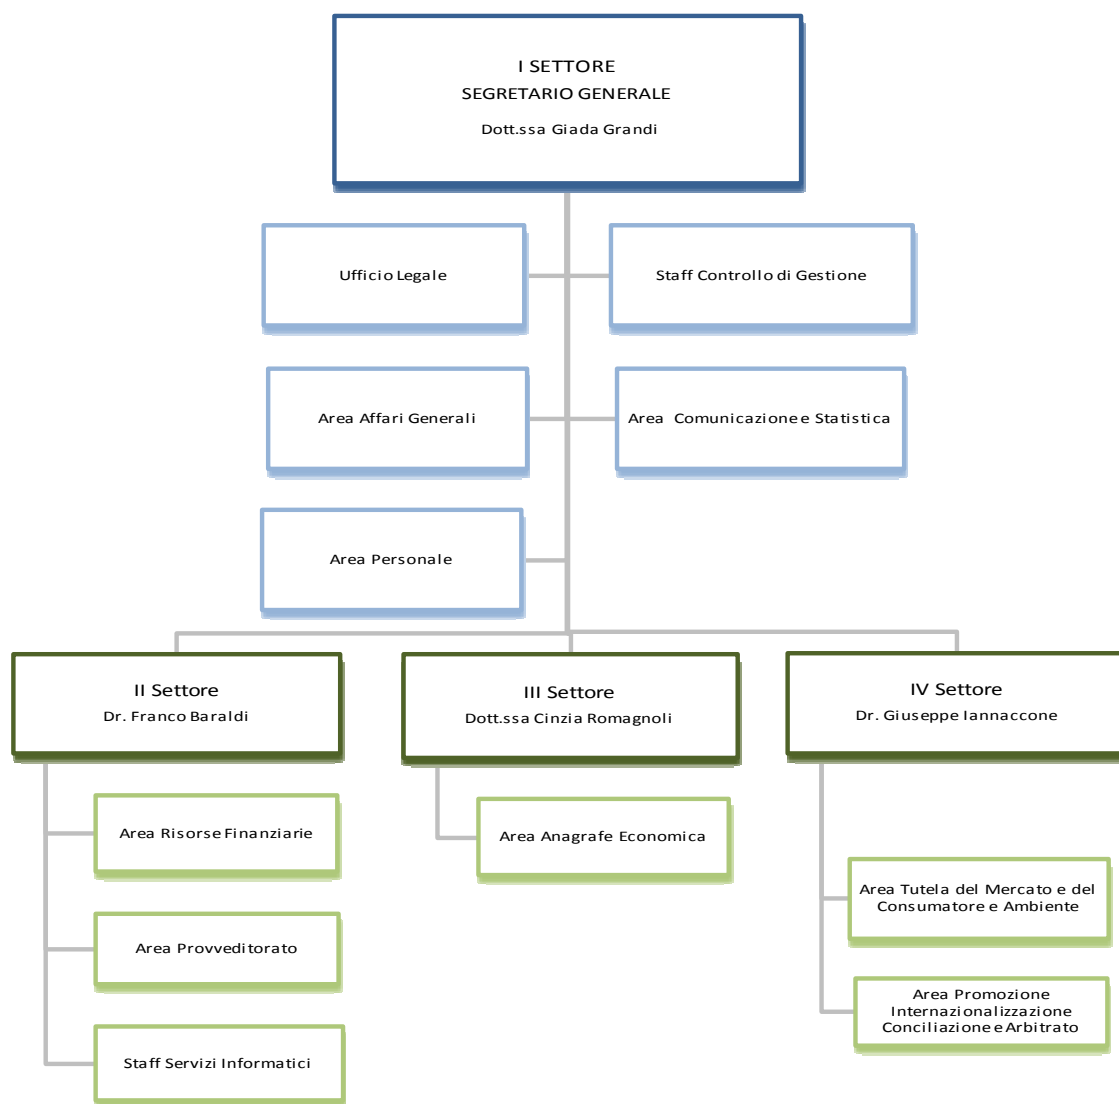 I SETTORE
SEGRETARIO GENERALE
Dott.ssa Giada Grandi
Ufficio Legale
Staff Controllo di Gestione
Area Affari Generali
Area Comunicazione e Statistica
Area Personale
II Settore
Dr. Franco Baraldi
III Settore
Dott.ssa Cinzia Romagnoli
IV Settore
Dr. Giuseppe Iannaccone
Area Risorse Finanziarie
Area Provveditorato
Staff Servizi Informatici
Area Anagrafe Economica
Area Tutela del Mercato e del
Consumatore e Ambiente
Area Promozione
Internazionalizzazione
Conciliazione e Arbitrato